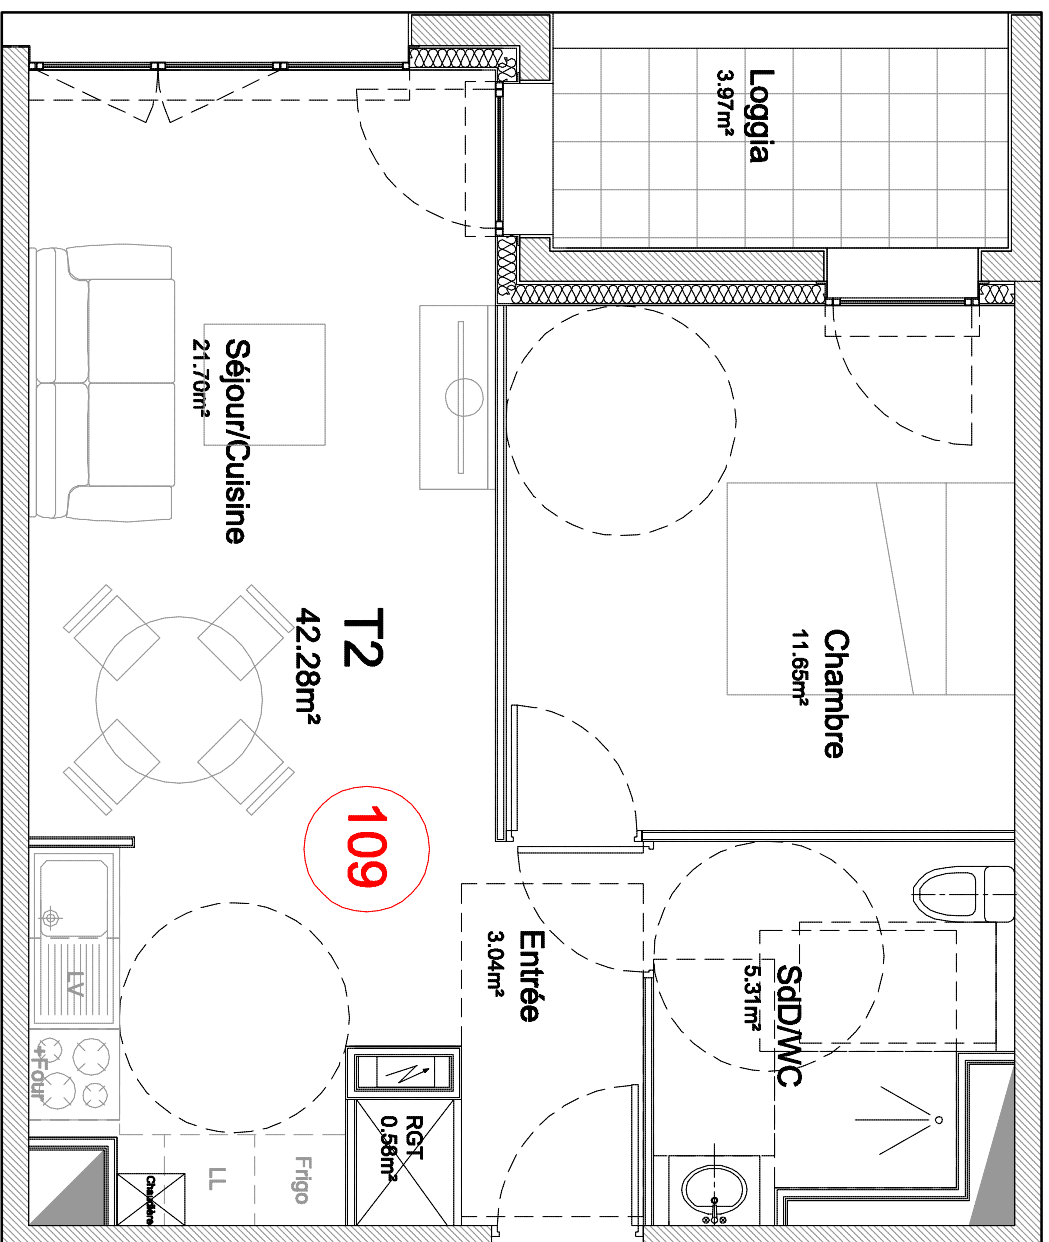 Loggia
3.97m²
Séjour/Cuisine
21.70m²
T2
42.28m²
Chambre
11.65m²
109
Entrée
3.04m²
SdD/WC
5.31m²
LV
+Four
RGT
0.58m²
Frigo
LL
Chaudière